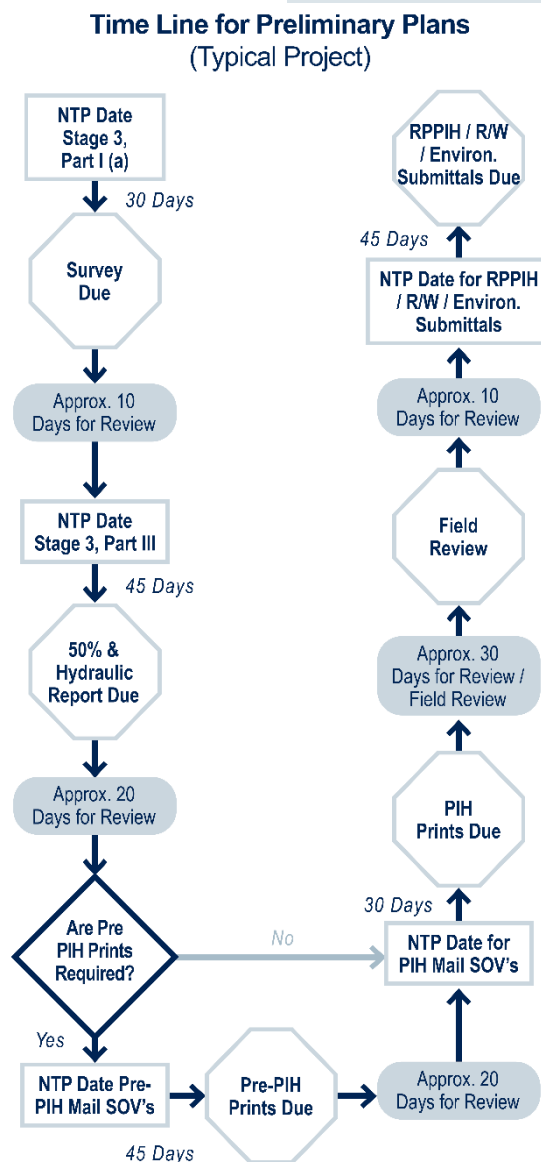 Time Line for Preliminary Plans
(Typical Project)
NTP Date
Stage 3,
Part I (a)
30 Days
Survey
Due
Approx. 10
Days for Review
NTP Date
Stage 3, Part III
45 Days
50% &
Hydraulic
Report Due
Approx. 20
Days for Review
Are Pre
PIH Prints
Required?
No
Yes
NTP Date Pre-
PIH Mail SOV's
45 Days
Pre-PIH
Prints Due
Approx. 20
Days for Review
NTP Date for
PIH Mail SOV's
30 Days
PIH
Prints Due
Approx. 30
Days for Review /
Field Review
Field
Review
Approx. 10
Days for Review
NTP Date for RPPIH
/ R/W / Environ.
Submittals
45 Days
RPPIH / R/W
/ Environ.
Submittals Due